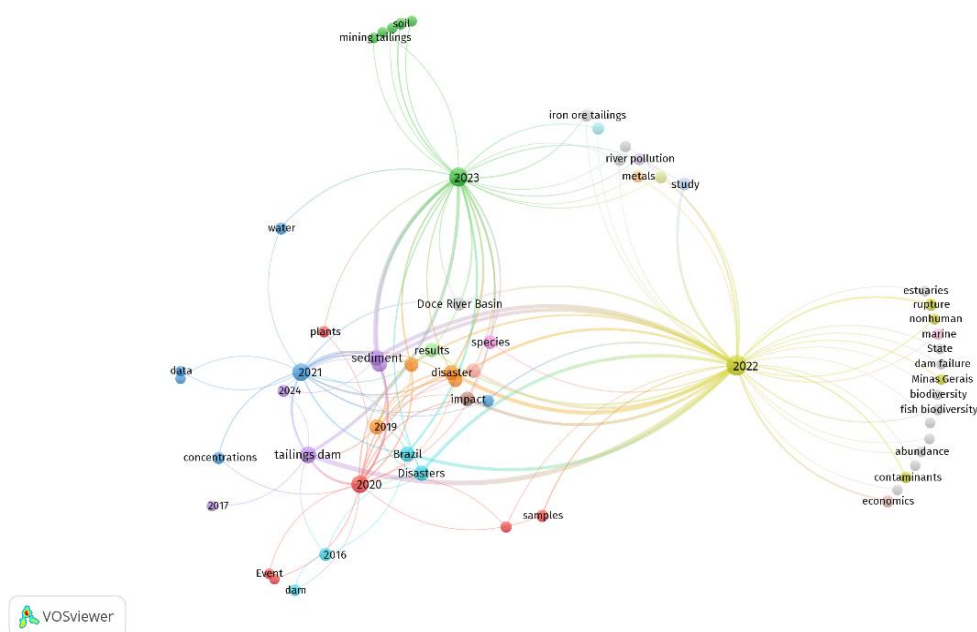 soil
mining tailings
iron ore tailings
river pollution
2023
metals
study
water
estuaries
Doce River Basin
rupture
nonhuman
plants
marine
species
results
State
sediment
dam failure
2022
data
2021
disaster
Minas Gerais
2024
biodiversity
impact
fish biodiversity
2019
abundance
tailings dam
Brazil
concentrations
Disasters
contaminants
2020
economics
2017
samples
2016
Event
dam
VOSviewer